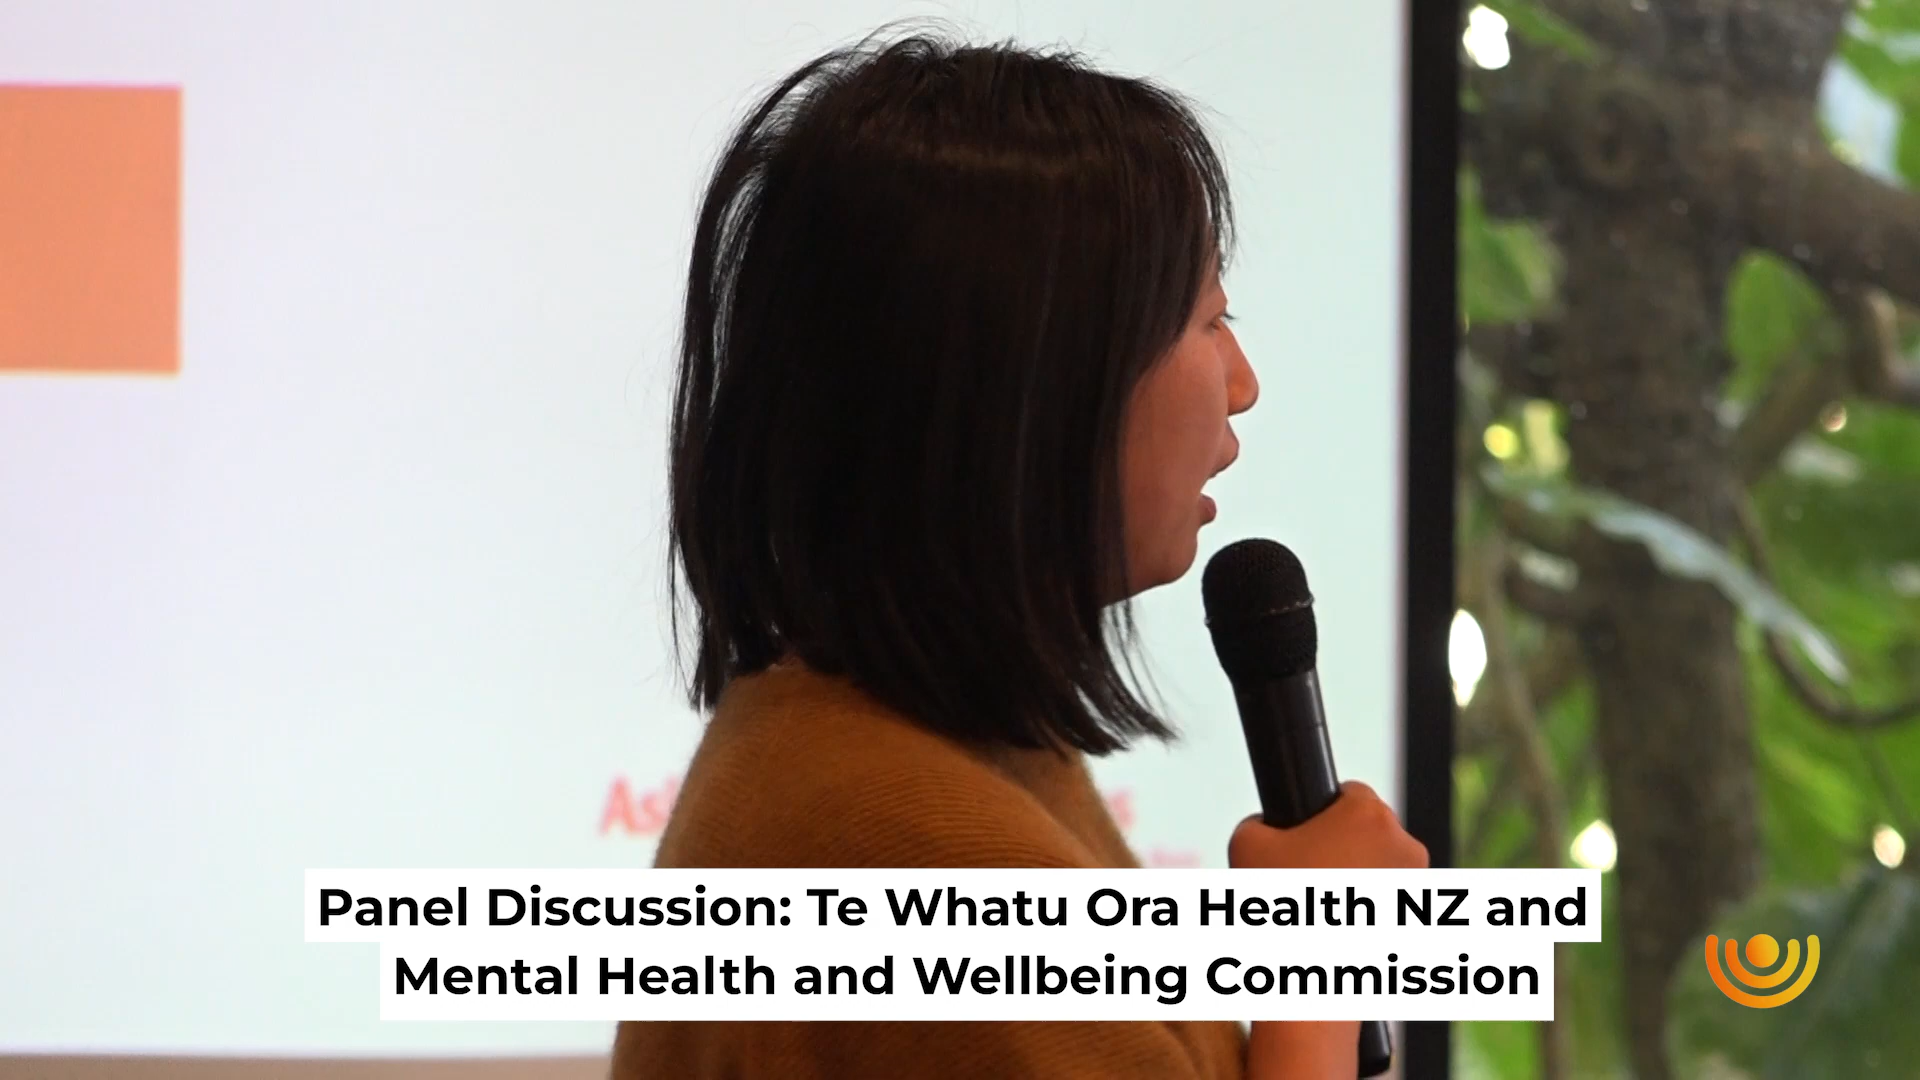 Panel Discussion: Te Whatu Ora Health NZ and
Mental Health and Wellbeing Commission